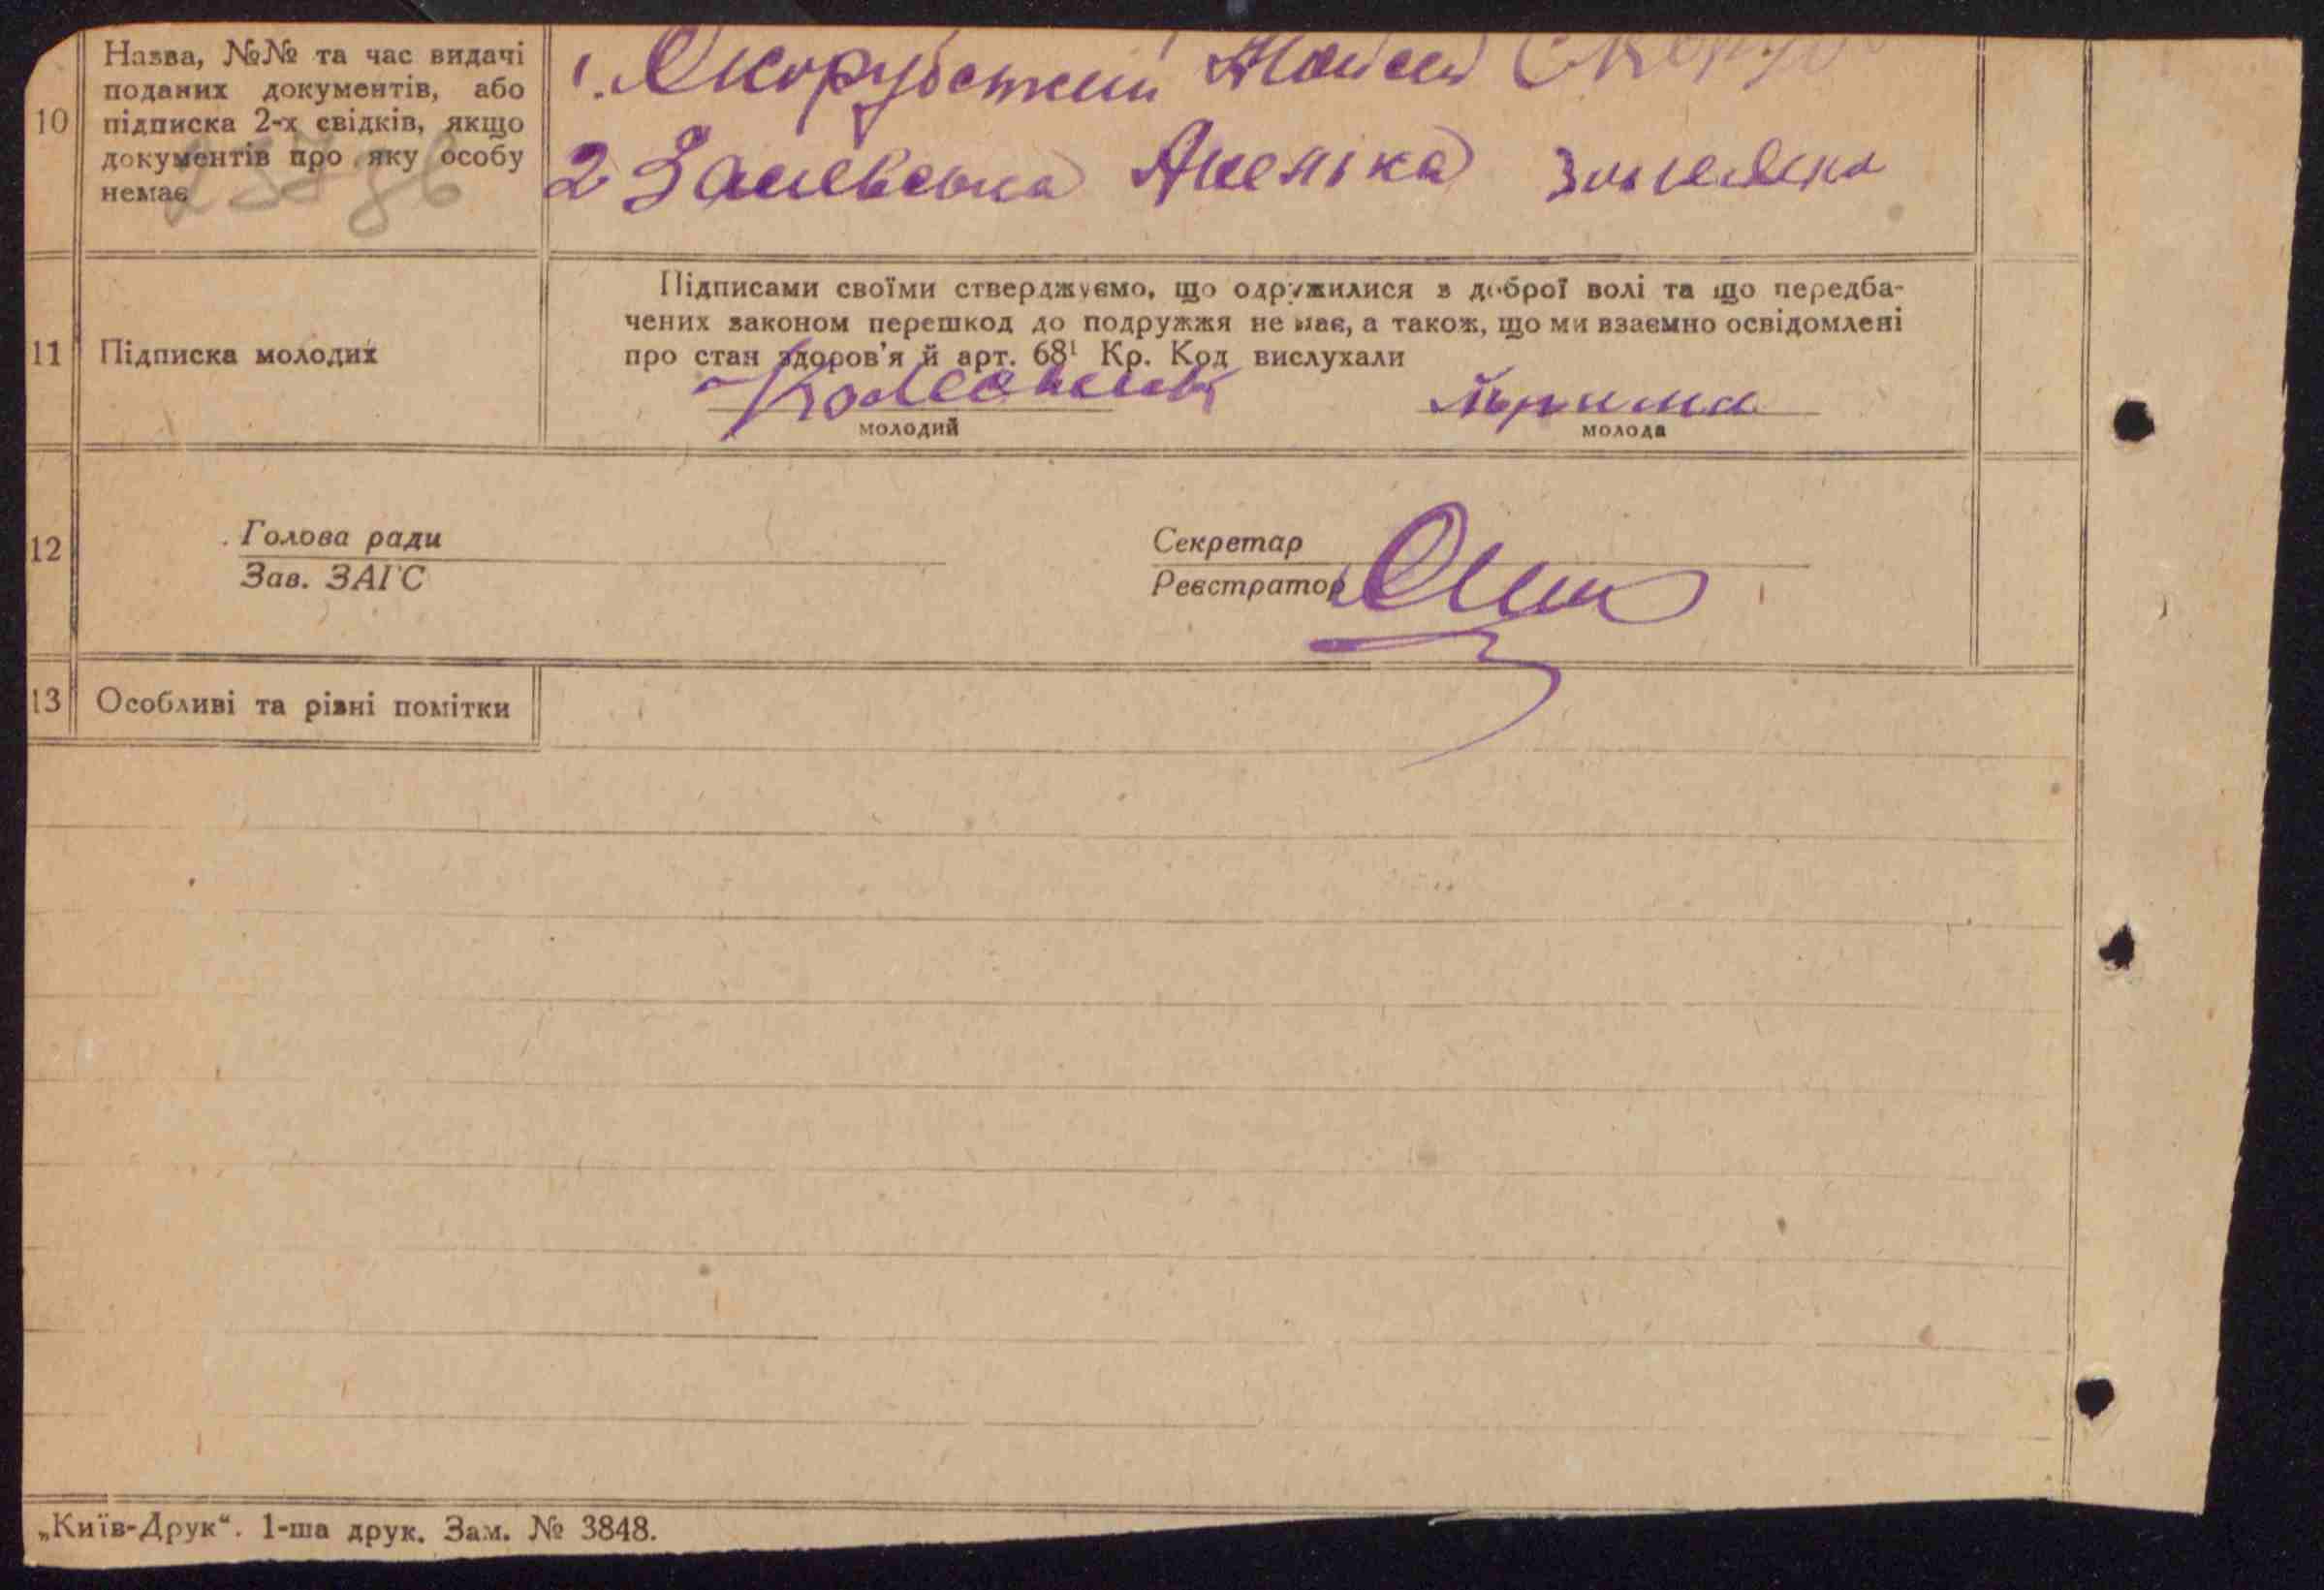 10
Назва, №№ та час видачі
поданих документів, або
підписка 2-х свідків, якщо
документів про яку особу
немає
1. Мойсей
2 Залевська
11
Підписка молодих
Підписами своїми стверджуємо, що одружилися з доброї волі та що передба-
чених законом перешкод до подружжя не має, а також, що ми взаємно освідомлені
про стан здоров'я й арт. 68¹ Кр. Код вислухали
молодий
молода
12
Голова ради
Зав. ЗАГС
Секретар
Реєстратор
13
Особливі та різні помітки
„Київ-Друк“. 1-ша друк. Зам. № 3848.